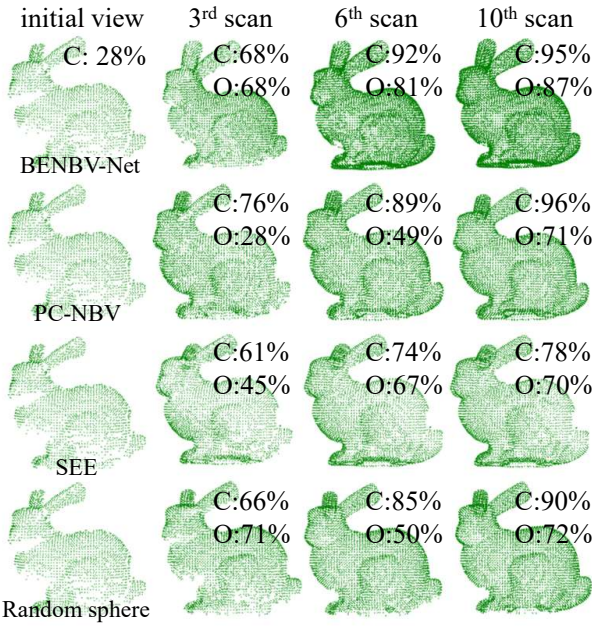 initial view 3rd scan 6th scan 10th scan
C: 28% C:68% C:92% C:95%
O:68% O:81% O:87%
BENBV-Net
C:76% C:89% C:96%
O:28% O:49% O:71%
PC-NBV
C:61% C:74% C:78%
O:45% O:67% O:70%
SEE
C:66% C:85% C:90%
O:71% O:50% O:72%
Random sphere